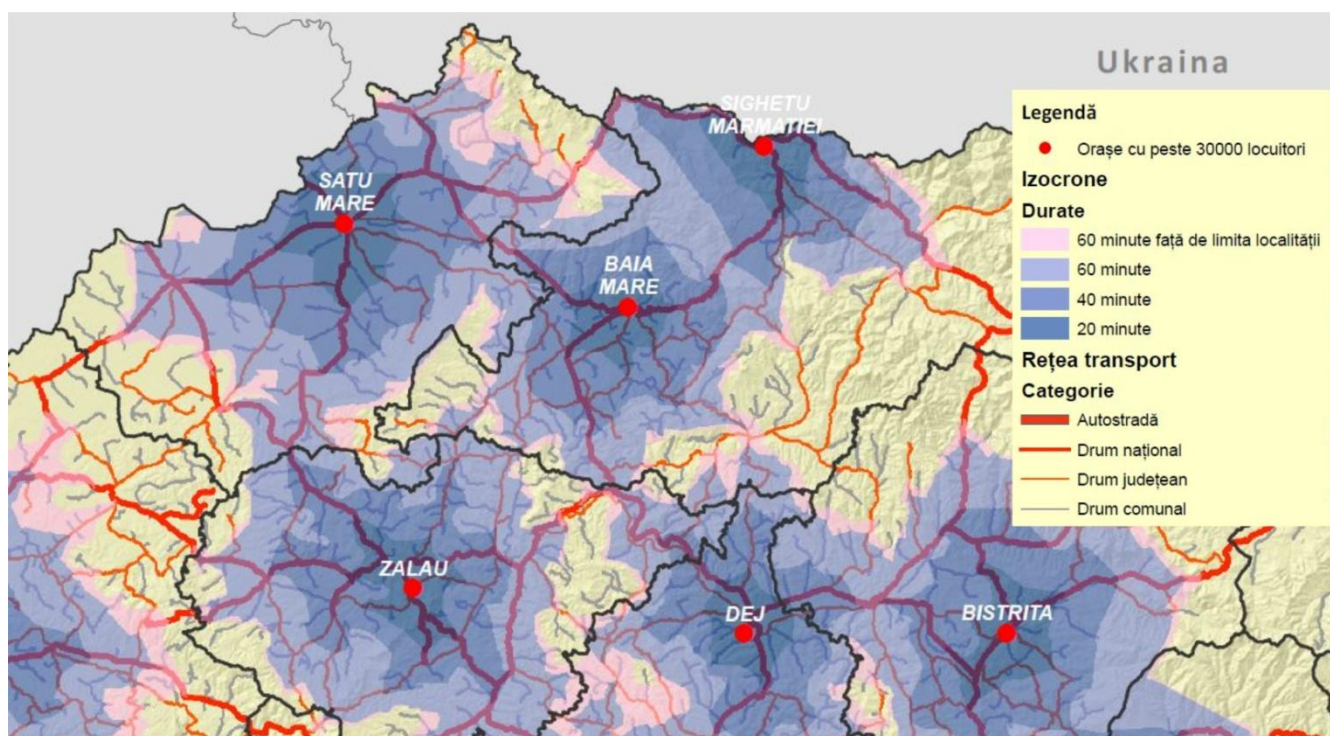 Ukraina
SIGHETU
MARMATIEI
SATU
MARE
BAIA
MARE
ZALAU
DEJ
BISTRITA
Legendă
Orașe cu peste 30000 locuitori
Izocrone
Durate
60 minute față de limita localității
60 minute
40 minute
20 minute
Rețea transport
Categorie
Autostradă
Drum național
Drum județean
Drum comunal